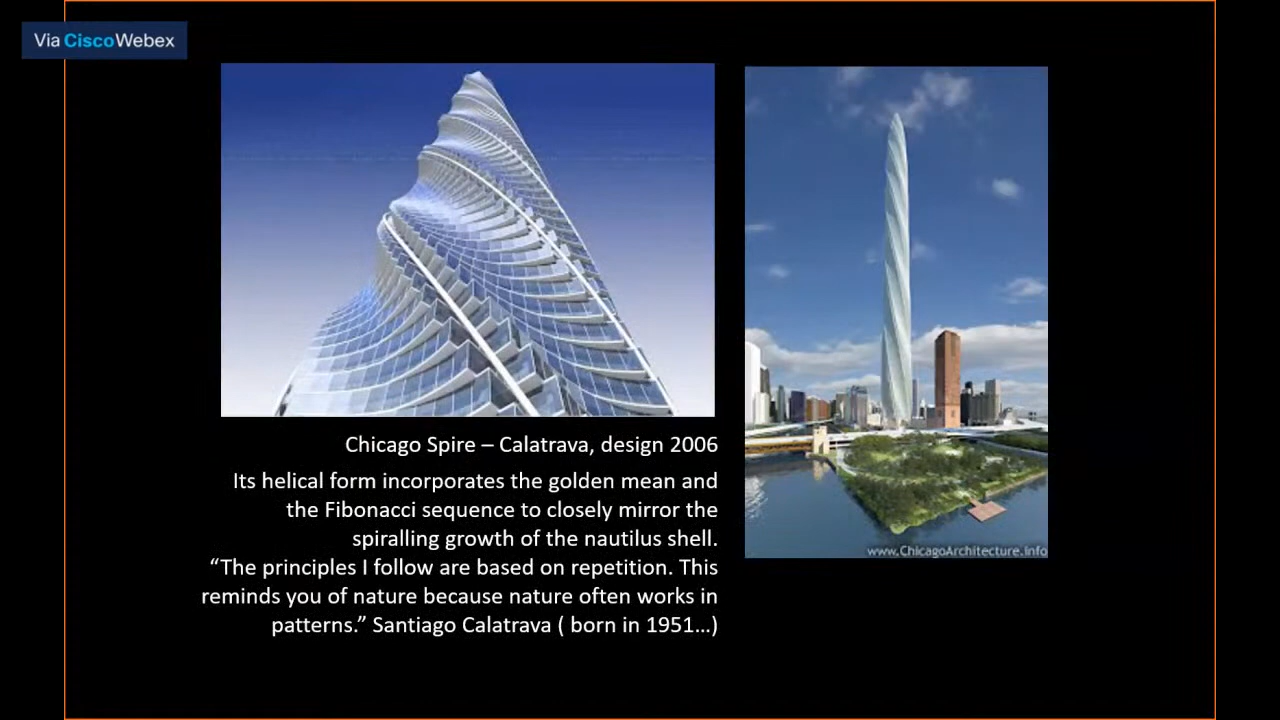 Via Cisco Webex
Chicago Spire – Calatrava, design 2006
Its helical form incorporates the golden mean and
the Fibonacci sequence to closely mirror the
spiralling growth of the nautilus shell.
“The principles I follow are based on repetition. This
reminds you of nature because nature often works in
patterns.” Santiago Calatrava ( born in 1951…)
www.ChicagoArchitecture.info